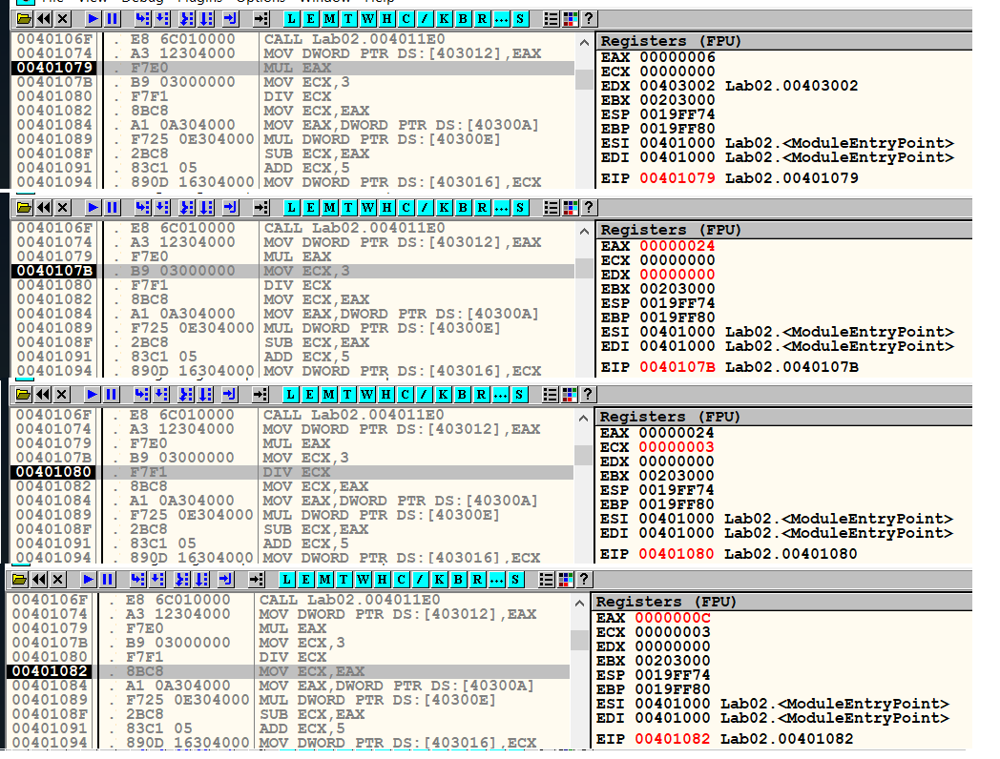 File View Debug Plugins Options Window Help
L E M T W H C / K B R ... S ?
0040106F . E8 6C010000 CALL Lab02.004011E0
00401074 . A3 12304000 MOV DWORD PTR DS:[403012],EAX
00401079 . F7E0 MUL EAX
0040107B . B9 03000000 MOV ECX,3
00401080 . F7F1 DIV ECX
00401082 . 8BC8 MOV ECX,EAX
00401084 . A1 0A304000 MOV EAX,DWORD PTR DS:[40300A]
00401089 . F725 0E304000 MUL DWORD PTR DS:[40300E]
0040108F . 2BC8 SUB ECX,EAX
00401091 . 83C1 05 ADD ECX,5
00401094 . 890D 16304000 MOV DWORD PTR DS:[403016],ECX
Registers (FPU)
EAX 00000006
ECX 00000000
EDX 00403002 Lab02.00403002
EBX 00203000
ESP 0019FF74
EBP 0019FF80
ESI 00401000 Lab02.<ModuleEntryPoint>
EDI 00401000 Lab02.<ModuleEntryPoint>
EIP 00401079 Lab02.00401079
L E M T W H C / K B R ... S ?
0040106F . E8 6C010000 CALL Lab02.004011E0
00401074 . A3 12304000 MOV DWORD PTR DS:[403012],EAX
00401079 . F7E0 MUL EAX
0040107B . B9 03000000 MOV ECX,3
00401080 . F7F1 DIV ECX
00401082 . 8BC8 MOV ECX,EAX
00401084 . A1 0A304000 MOV EAX,DWORD PTR DS:[40300A]
00401089 . F725 0E304000 MUL DWORD PTR DS:[40300E]
0040108F . 2BC8 SUB ECX,EAX
00401091 . 83C1 05 ADD ECX,5
00401094 . 890D 16304000 MOV DWORD PTR DS:[403016],ECX
Registers (FPU)
EAX 00000024
ECX 00000000
EDX 00000000
EBX 00203000
ESP 0019FF74
EBP 0019FF80
ESI 00401000 Lab02.<ModuleEntryPoint>
EDI 00401000 Lab02.<ModuleEntryPoint>
EIP 0040107B Lab02.0040107B
L E M T W H C / K B R ... S ?
0040106F . E8 6C010000 CALL Lab02.004011E0
00401074 . A3 12304000 MOV DWORD PTR DS:[403012],EAX
00401079 . F7E0 MUL EAX
0040107B . B9 03000000 MOV ECX,3
00401080 . F7F1 DIV ECX
00401082 . 8BC8 MOV ECX,EAX
00401084 . A1 0A304000 MOV EAX,DWORD PTR DS:[40300A]
00401089 . F725 0E304000 MUL DWORD PTR DS:[40300E]
0040108F . 2BC8 SUB ECX,EAX
00401091 . 83C1 05 ADD ECX,5
00401094 . 890D 16304000 MOV DWORD PTR DS:[403016],ECX
Registers (FPU)
EAX 00000024
ECX 00000003
EDX 00000000
EBX 00203000
ESP 0019FF74
EBP 0019FF80
ESI 00401000 Lab02.<ModuleEntryPoint>
EDI 00401000 Lab02.<ModuleEntryPoint>
EIP 00401080 Lab02.00401080
L E M T W H C / K B R ... S ?
0040106F . E8 6C010000 CALL Lab02.004011E0
00401074 . A3 12304000 MOV DWORD PTR DS:[403012],EAX
00401079 . F7E0 MUL EAX
0040107B . B9 03000000 MOV ECX,3
00401080 . F7F1 DIV ECX
00401082 . 8BC8 MOV ECX,EAX
00401084 . A1 0A304000 MOV EAX,DWORD PTR DS:[40300A]
00401089 . F725 0E304000 MUL DWORD PTR DS:[40300E]
0040108F . 2BC8 SUB ECX,EAX
00401091 . 83C1 05 ADD ECX,5
00401094 . 890D 16304000 MOV DWORD PTR DS:[403016],ECX
Registers (FPU)
EAX 0000000C
ECX 00000003
EDX 00000000
EBX 00203000
ESP 0019FF74
EBP 0019FF80
ESI 00401000 Lab02.<ModuleEntryPoint>
EDI 00401000 Lab02.<ModuleEntryPoint>
EIP 00401082 Lab02.00401082